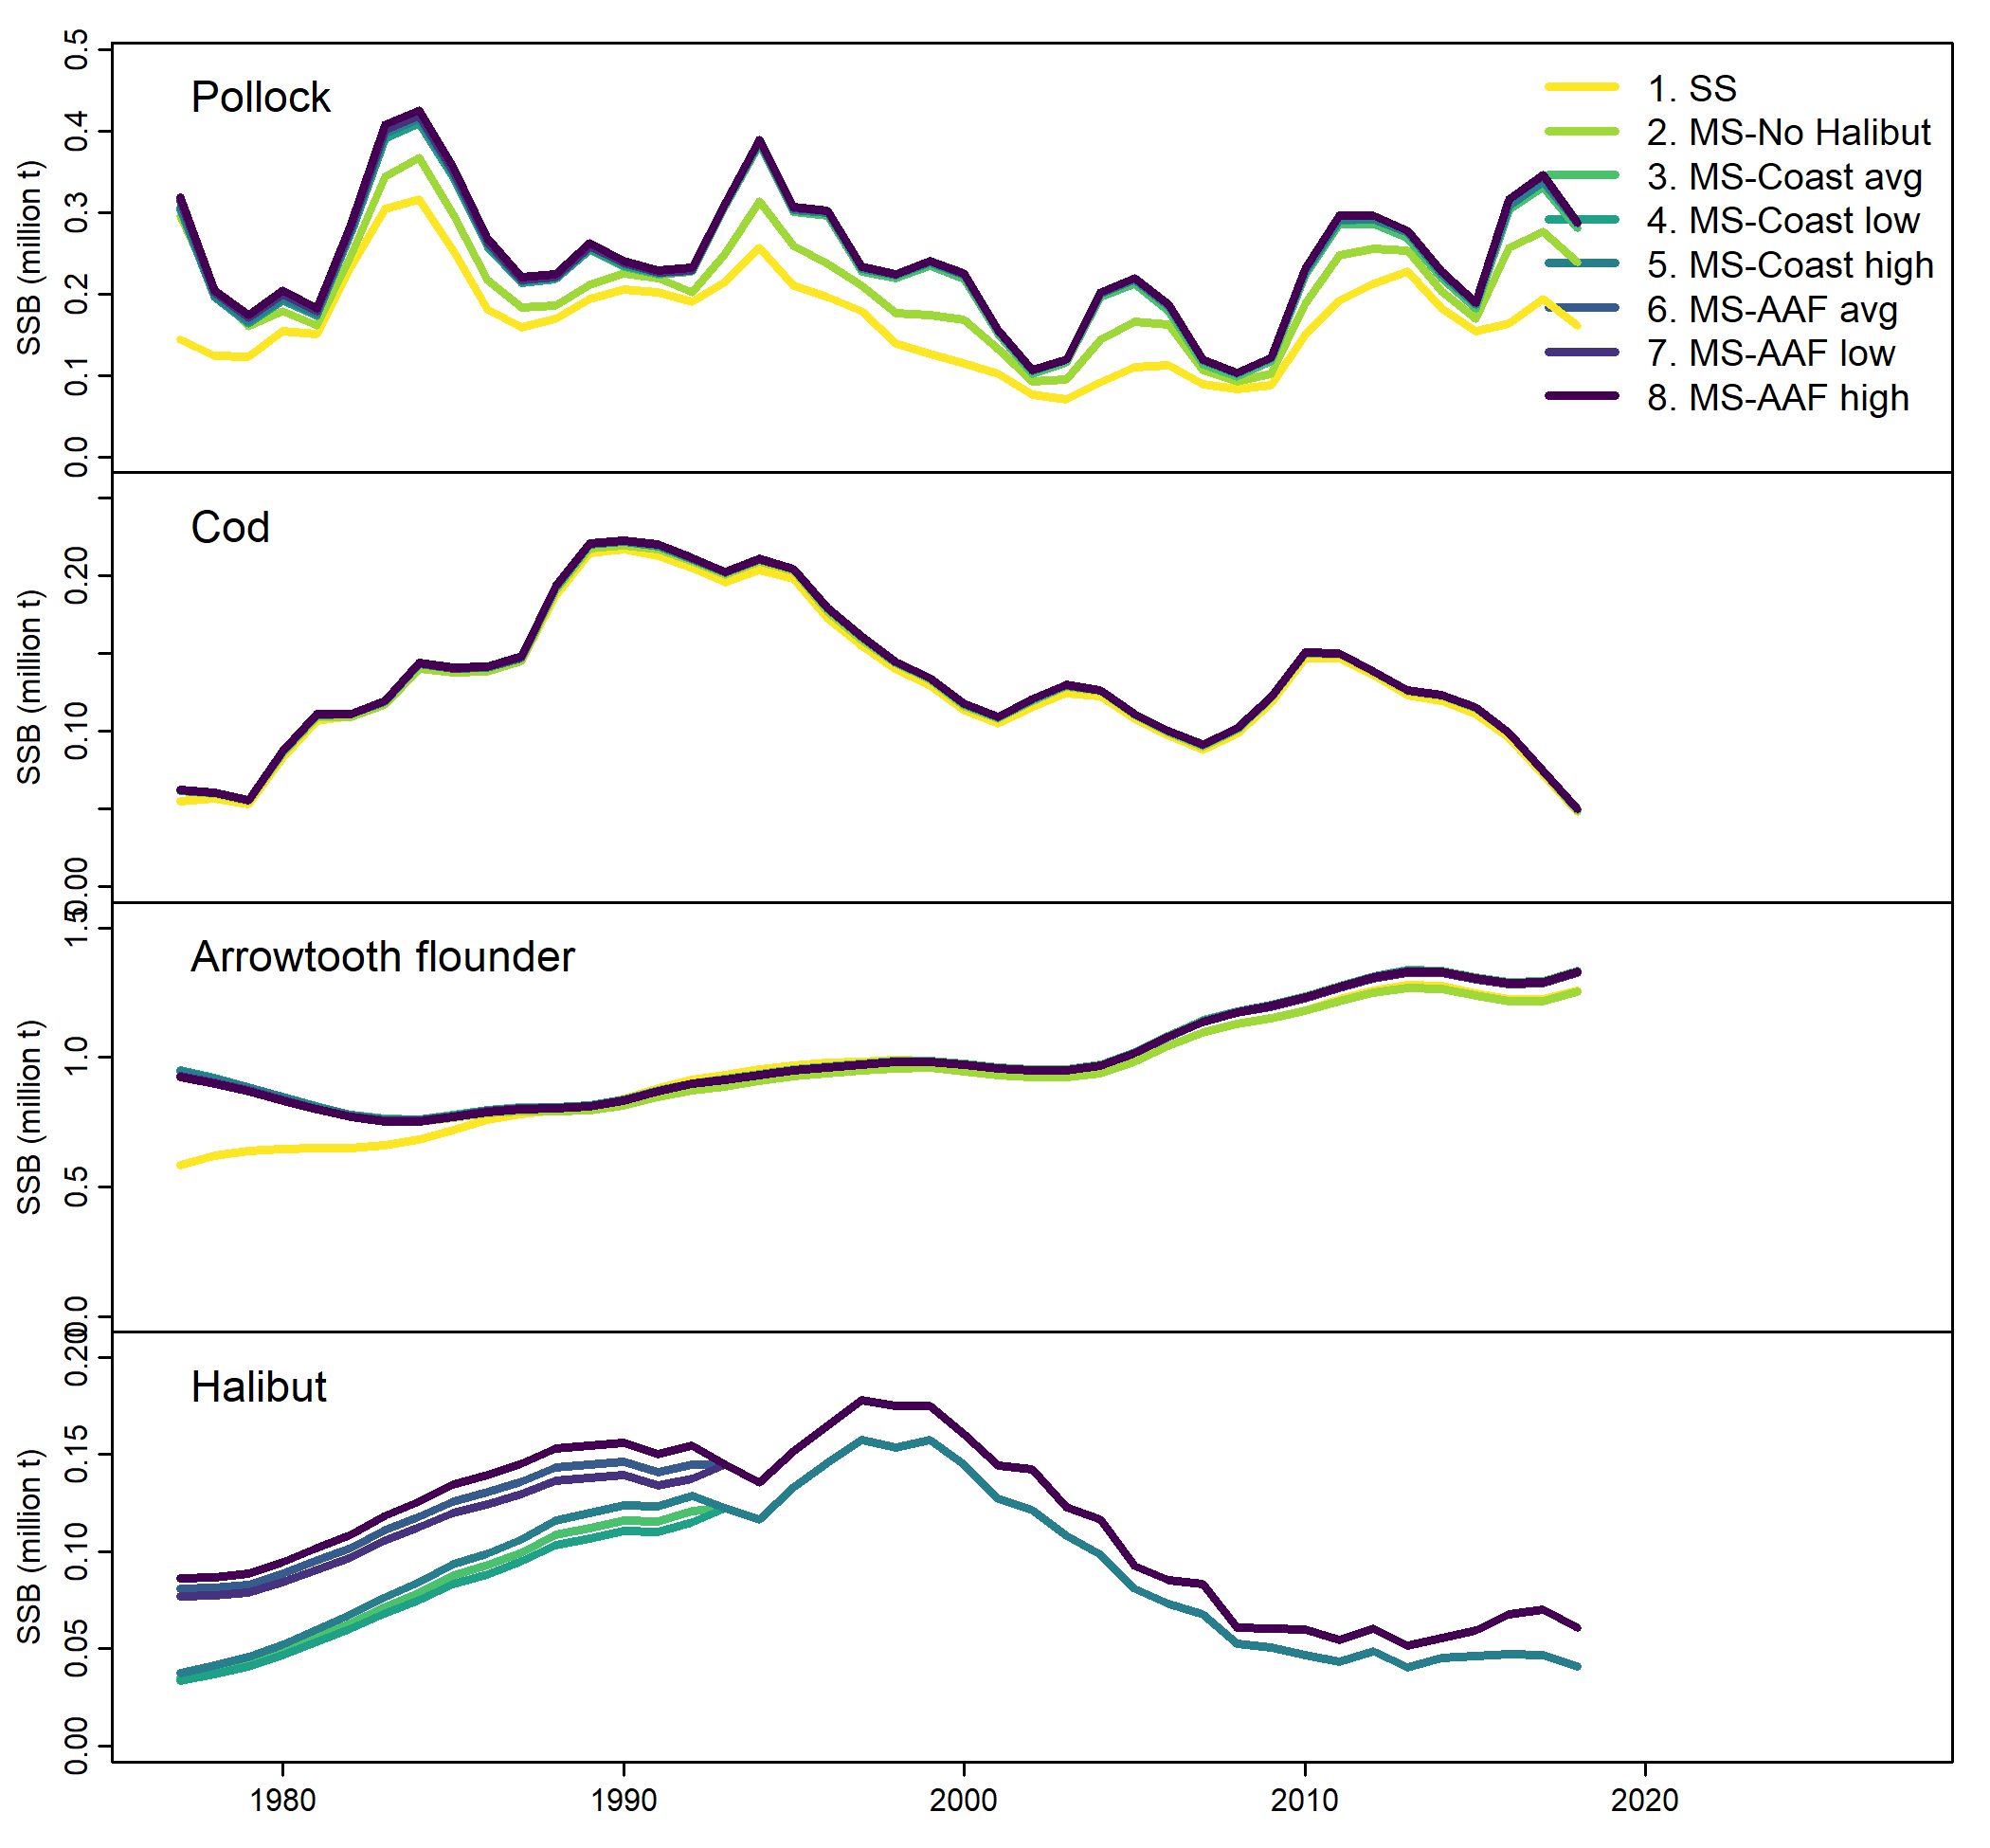 Pollock
1. SS
2. MS-No Halibut
3. MS-Coast avg
4. MS-Coast low
5. MS-Coast high
6. MS-AAF avg
7. MS-AAF low
8. MS-AAF high
SSB (million t)
0.5
0.4
0.3
0.2
0.1
0.0
Cod
SSB (million t)
0.20
0.10
0.00
Arrowtooth flounder
SSB (million t)
1.5
1.0
0.5
0.0
Halibut
SSB (million t)
0.20
0.15
0.10
0.05
0.00
1980 1990 2000 2010 2020